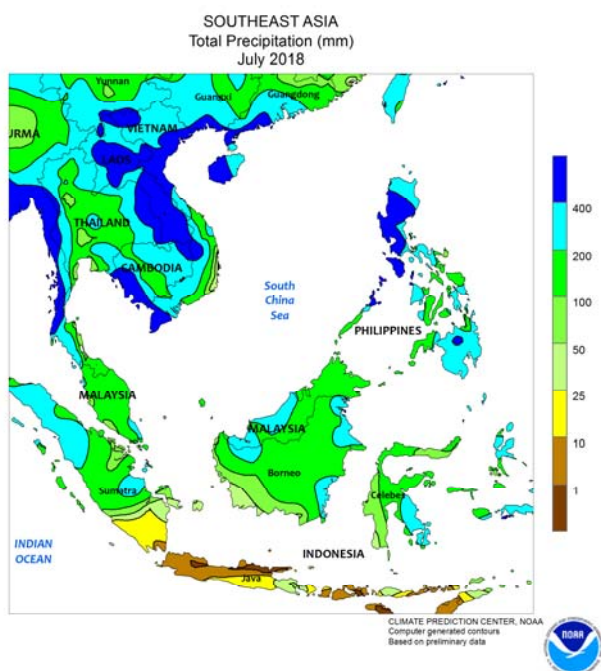 SOUTHEAST ASIA
Total Precipitation (mm)
July 2018
Yunnan
Guangxi
Guangdong
URMA
VIETNAM
LAOS
THAILAND
CAMBODIA
South
China
Sea
PHILIPPINES
MALAYSIA
MALAYSIA
Borneo
Sumatra
Celebes
INDIAN
OCEAN
INDONESIA
Java
400
200
100
50
25
10
1
CLIMATE PREDICTION CENTER, NOAA
Computer generated contours
Based on preliminary data
NOAA